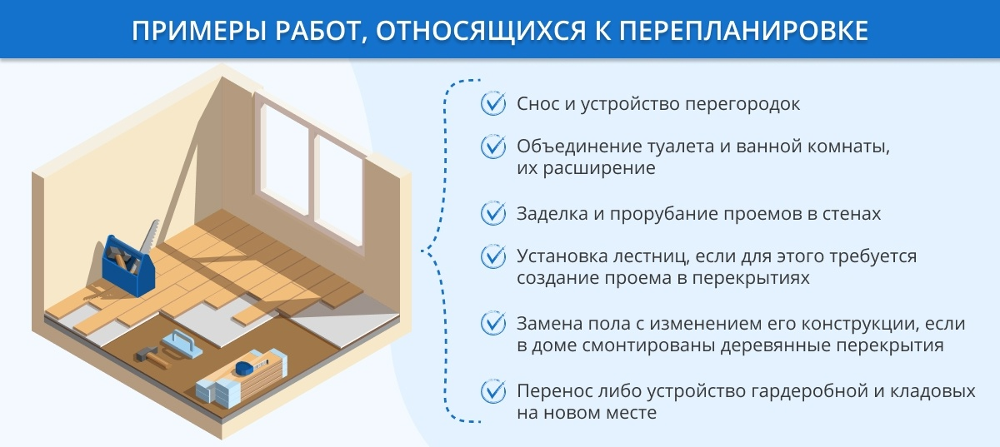 ПРИМЕРЫ РАБОТ, ОТНОСЯЩИХСЯ К ПЕРЕПЛАНИРОВКЕ
Снос и устройство перегородок
Объединение туалета и ванной комнаты,
их расширение
Заделка и прорубание проемов в стенах
Установка лестниц, если для этого требуется
создание проема в перекрытиях
Замена пола с изменением его конструкции, если
в доме смонтированы деревянные перекрытия
Перенос либо устройство гардеробной и кладовых
на новом месте